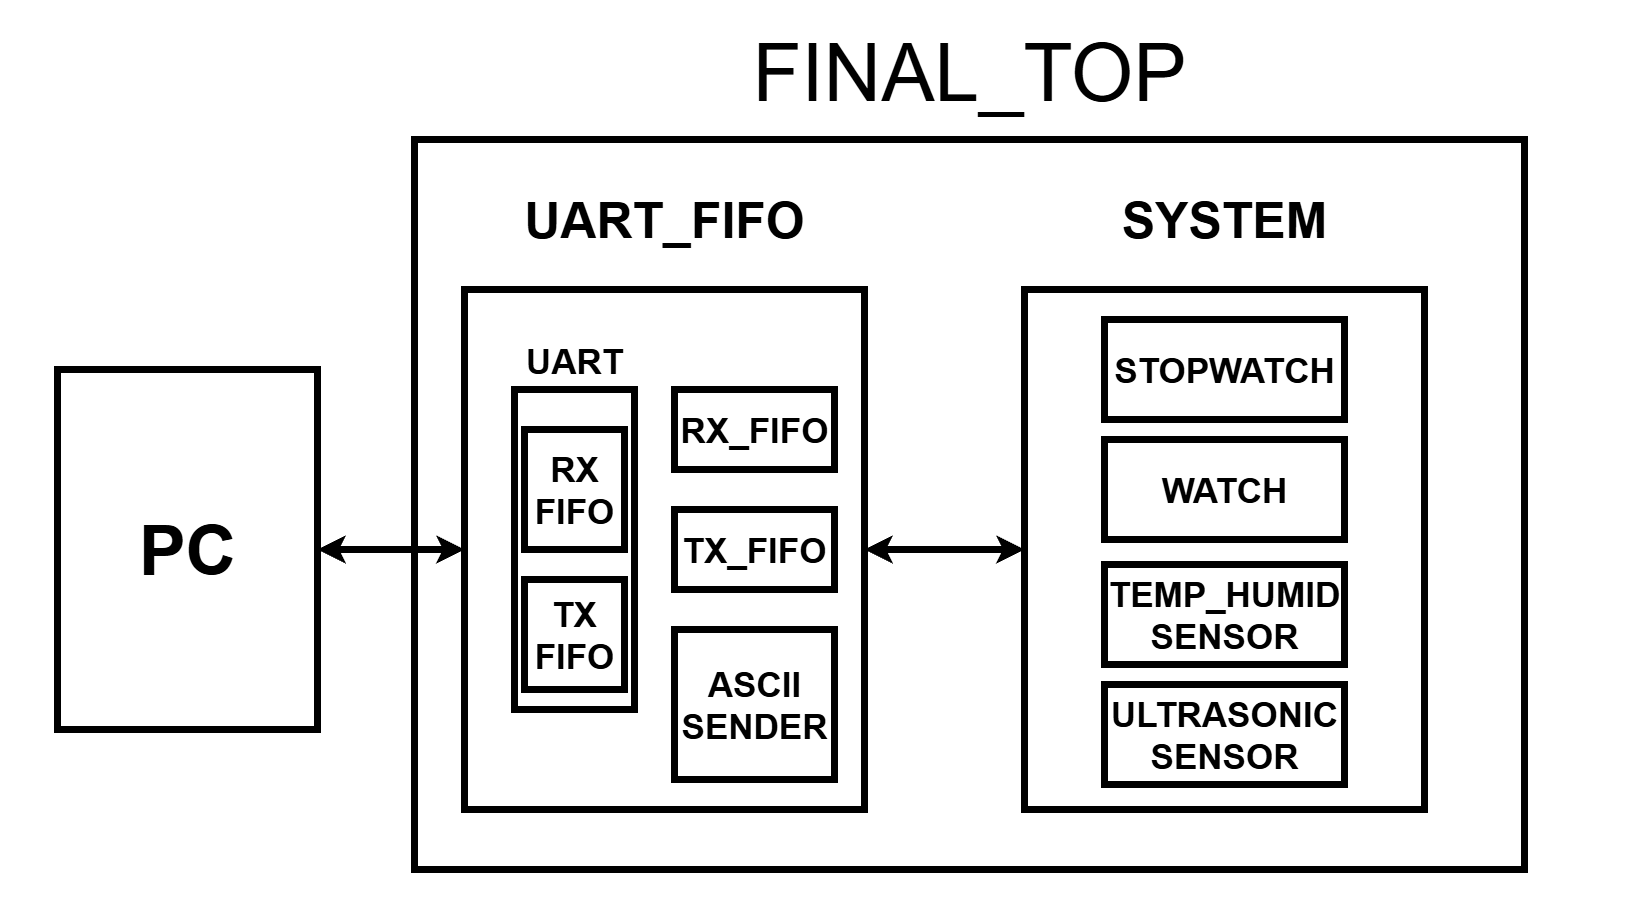 FINAL_TOP
UART_FIFO
SYSTEM
PC
UART
RX
FIFO
TX
FIFO
RX_FIFO
TX_FIFO
ASCII
SENDER
STOPWATCH
WATCH
TEMP_HUMID
SENSOR
ULTRASONIC
SENSOR